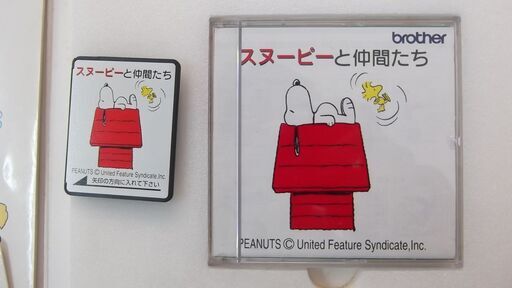 スヌーピーと仲間たち
PEANUTS © United Feature Syndicate,Inc.
矢印の方向に入れて下さい
brother
スヌーピーと仲間たち
PEANUTS © United Feature Syndicate,Inc.